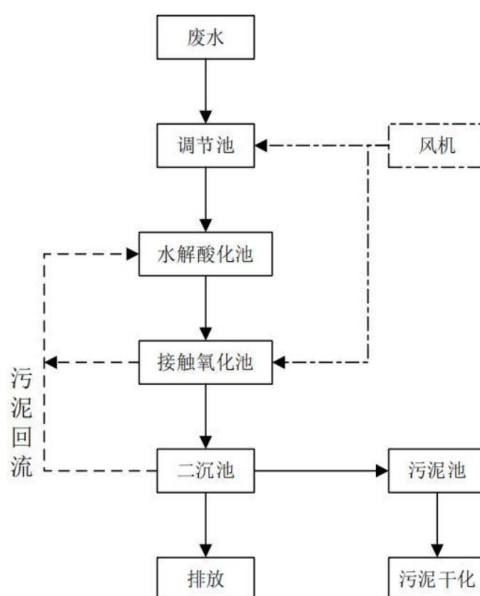 废水
调节池
风机
水解酸化池
接触氧化池
污泥回流
二沉池
污泥池
排放
污泥干化